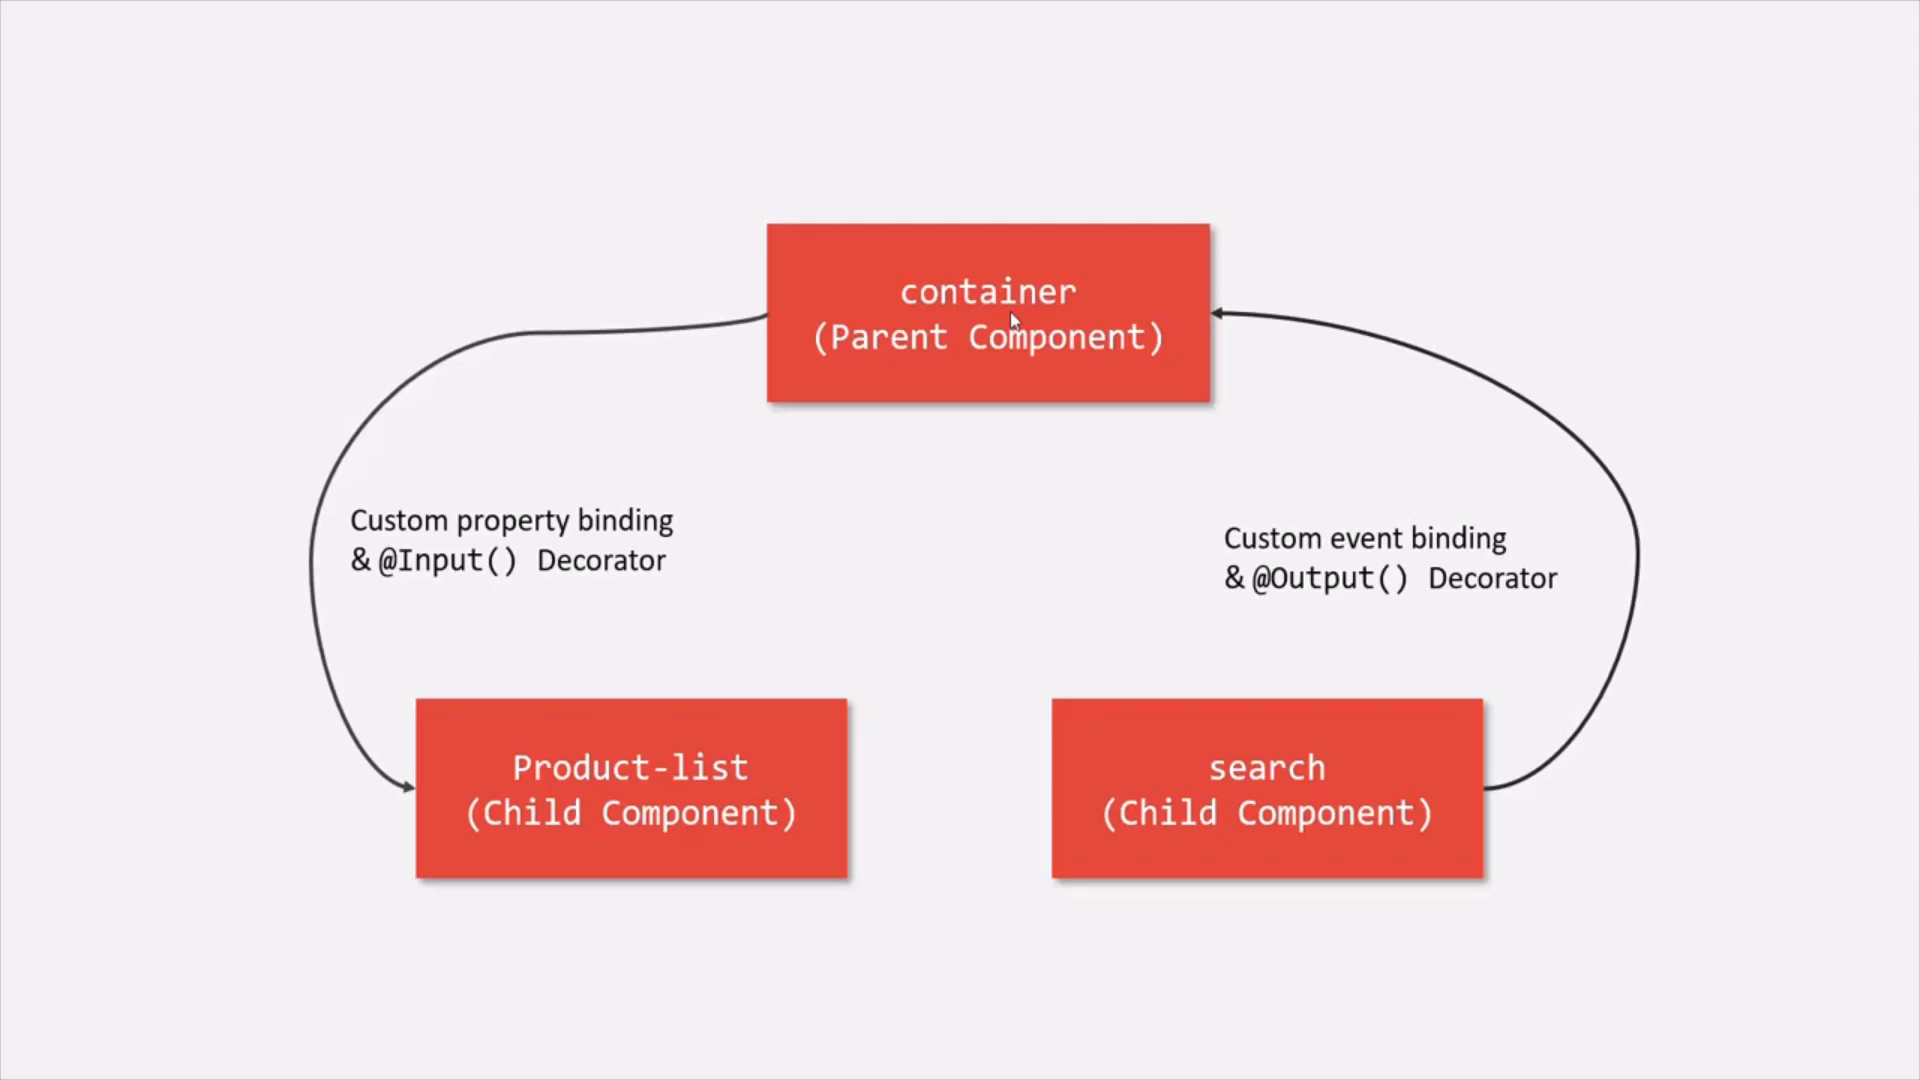 container
(Parent Component)
Custom property binding
& @Input() Decorator
Custom event binding
& @Output() Decorator
Product-list
(Child Component)
search
(Child Component)